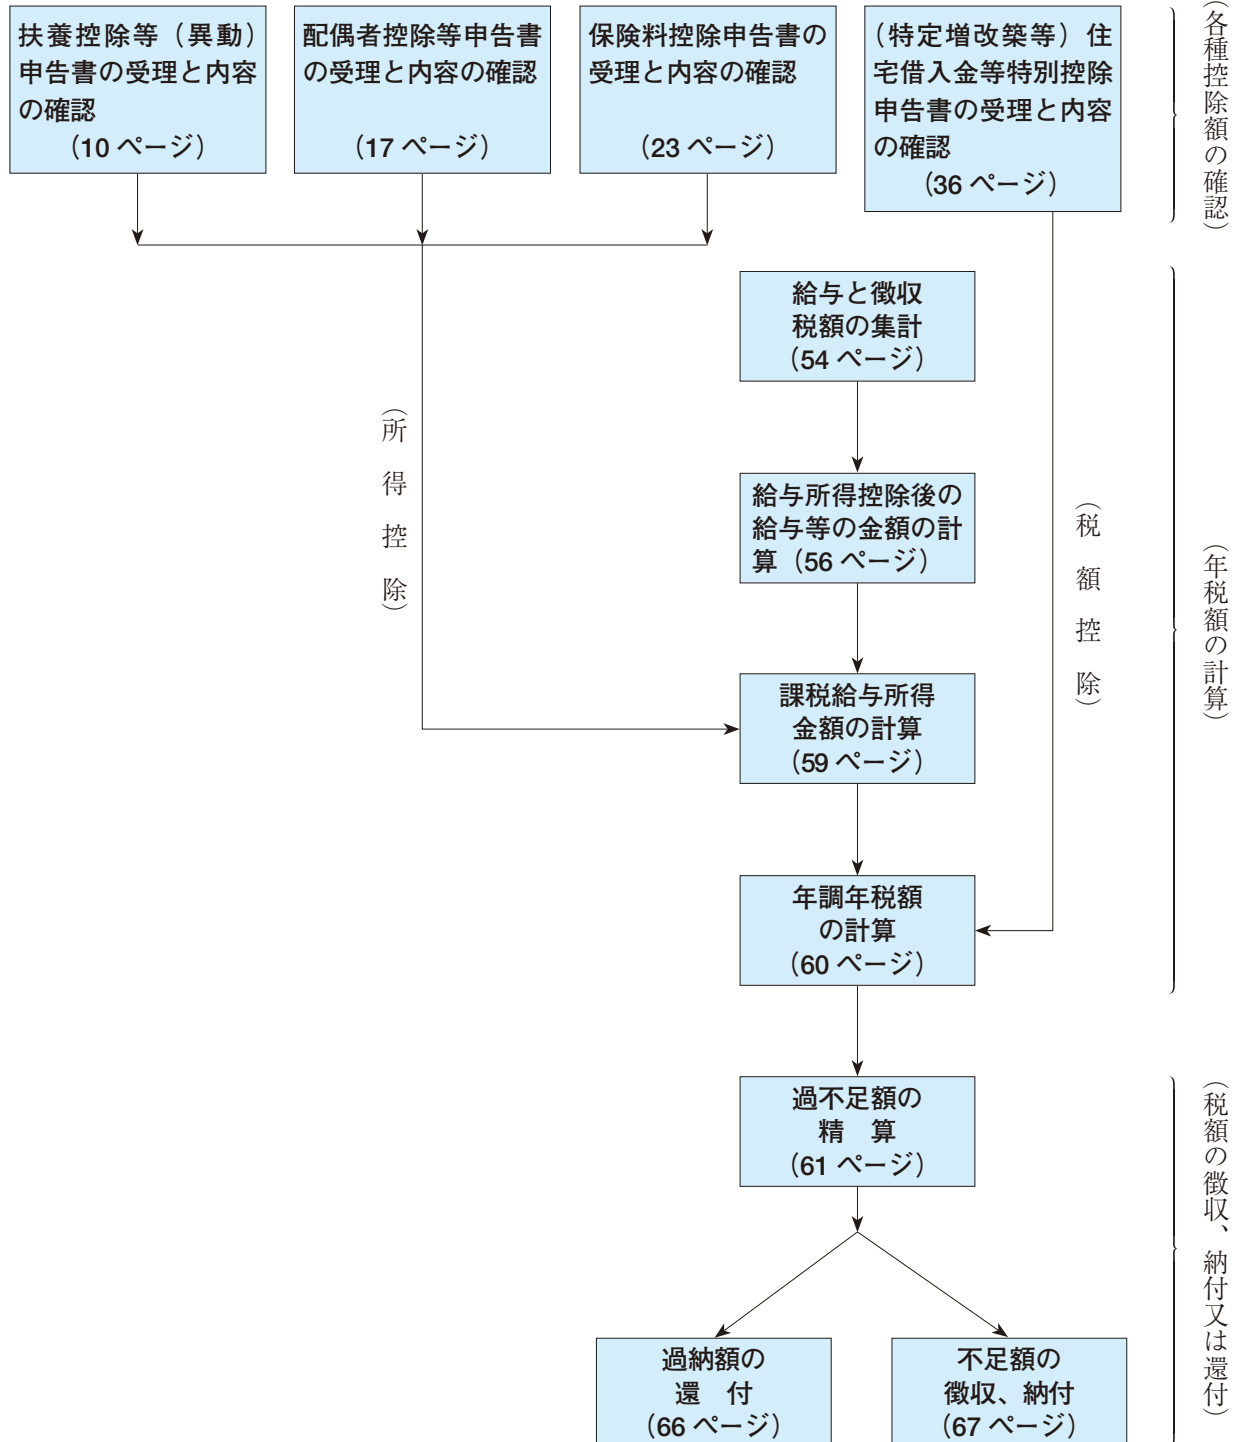 扶養控除等（異動）
申告書の受理と内容
の確認
（10 ページ）
配偶者控除等申告書
の受理と内容の確認
（17 ページ）
保険料控除申告書の
受理と内容の確認
（23 ページ）
（特定増改築等）住
宅借入金等特別控除
申告書の受理と内容
の確認
（36 ページ）
（各種控除額の確認）
給与と徴収
税額の集計
（54 ページ）
（所得控除）
給与所得控除後の
給与等の金額の計
算（56 ページ）
（税額控除）
（年税額の計算）
課税給与所得
金額の計算
（59 ページ）
年調年税額
の計算
（60 ページ）
過不足額の
精　算
（61 ページ）
（税額の徴収、納付又は還付）
過納額の
還　付
（66 ページ）
不足額の
徴収、納付
（67 ページ）